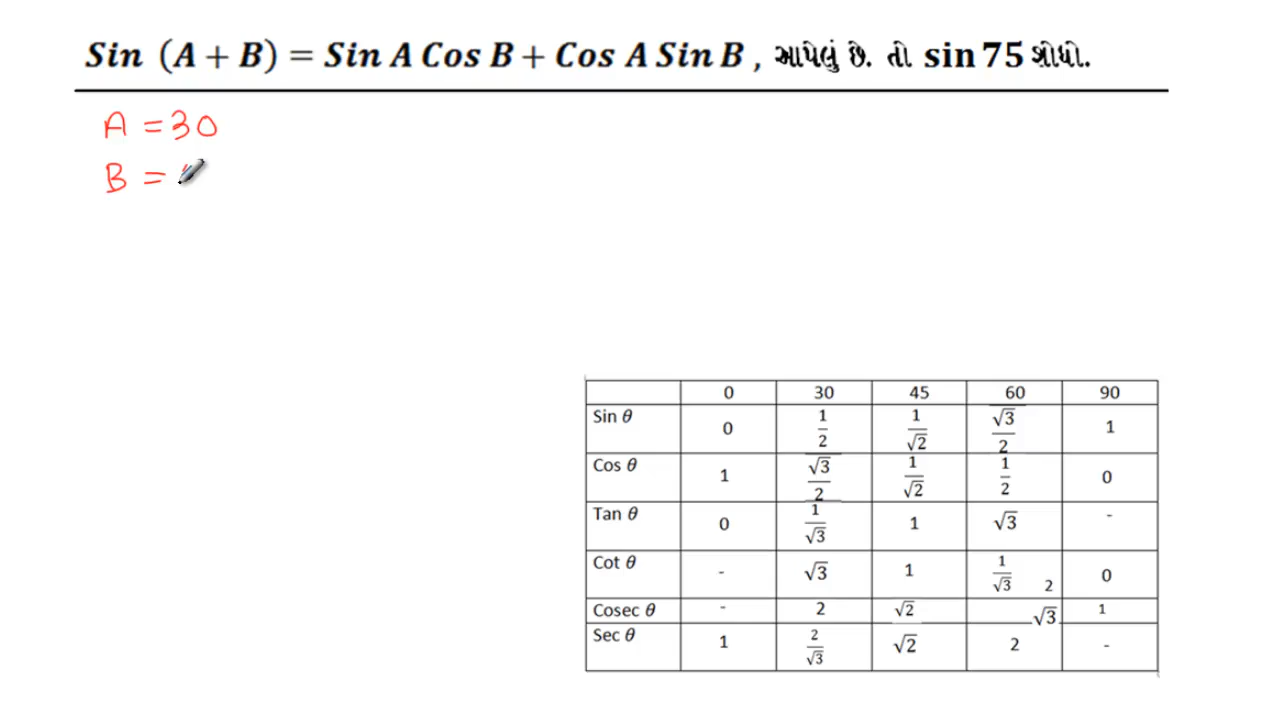 Sin (A + B) = Sin A Cos B + Cos A Sin B , આપેલું છે. તો sin 75 શોધો.
A = 30
B =
0 30 45 60 90
Sin θ 0 1/2 1/√2 √3/2 1
Cos θ 1 √3/2 1/√2 1/2 0
Tan θ 0 1/√3 1 √3 -
Cot θ - √3 1 1/√3 2 0
Cosec θ - 2 √2 √3 1
Sec θ 1 2/√3 √2 2 -